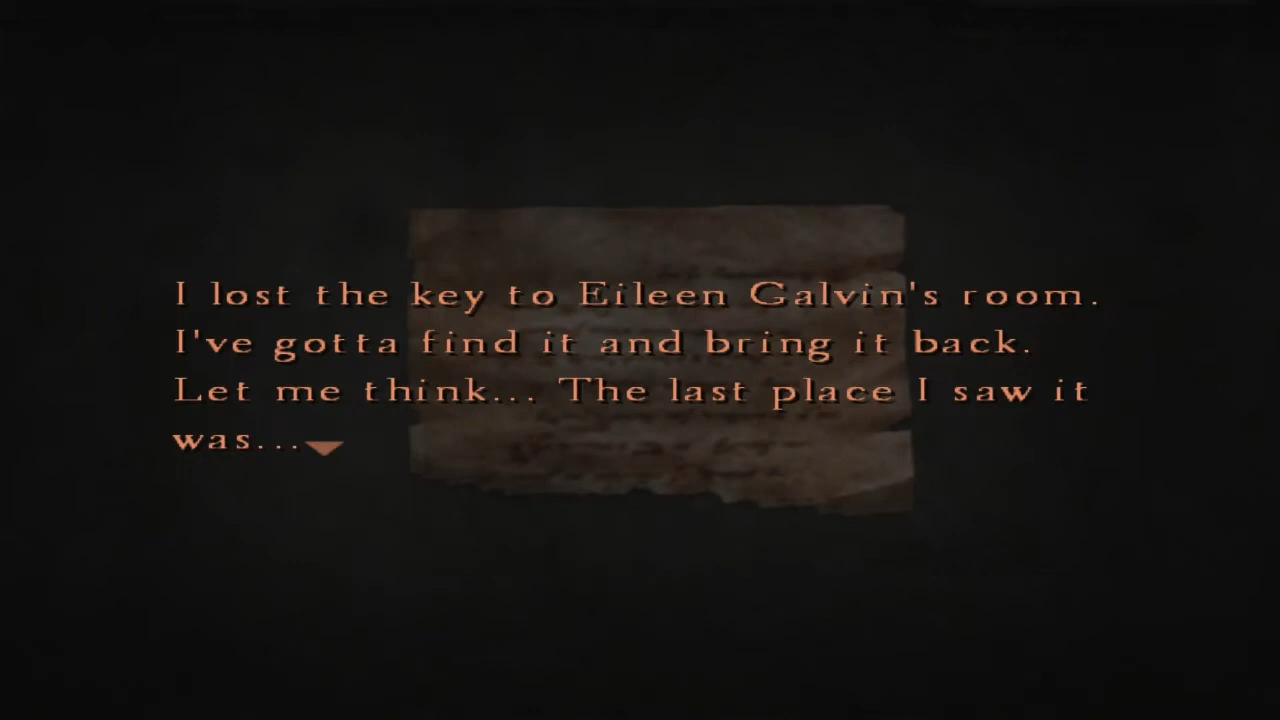 I lost the key to Eileen Galvin's room.
I've gotta find it and bring it back.
Let me think... The last place I saw it
was...